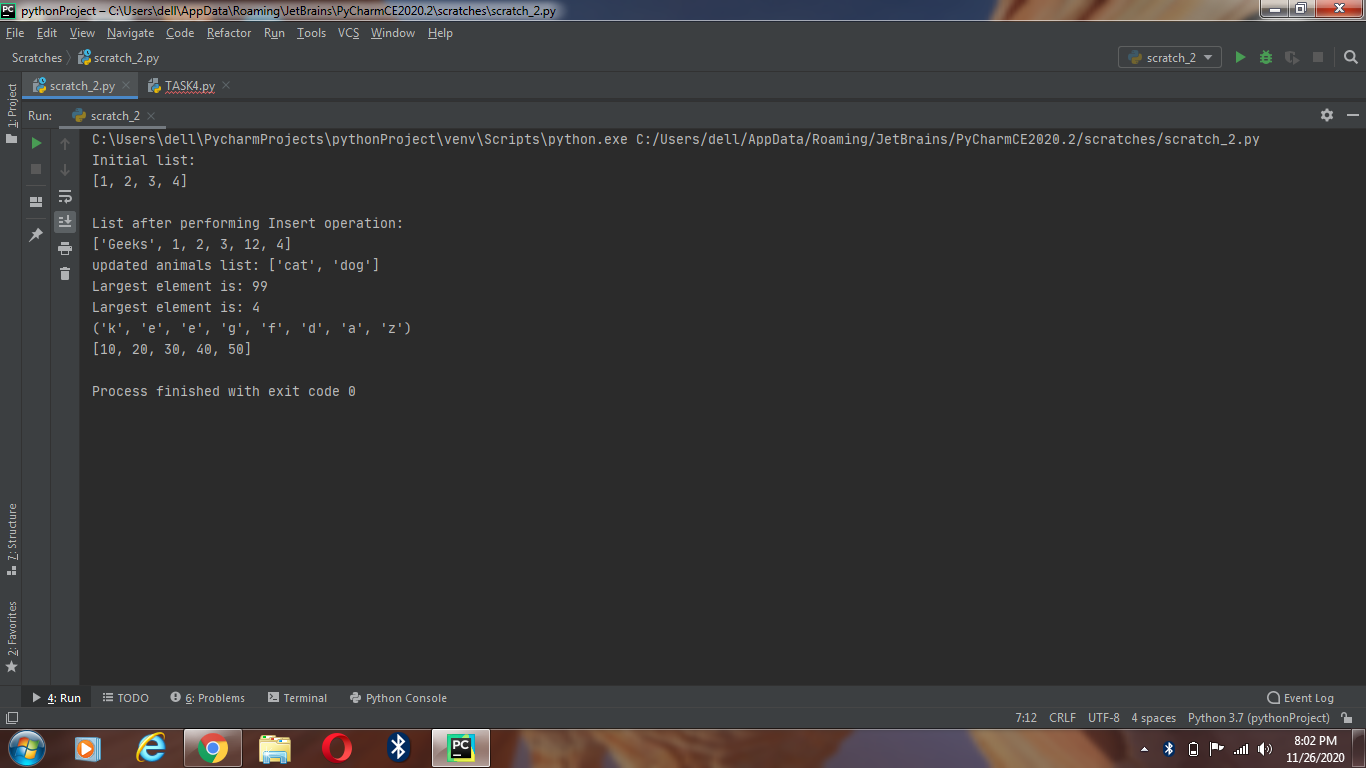 pythonProject – C:\Users\dell\AppData\Roaming\JetBrains\PyCharmCE2020.2\scratches\scratch_2.py
File Edit View Navigate Code Refactor Run Tools VCS Window Help
Scratches scratch_2.py scratch_2
scratch_2.py TASK4.py
1: Project
Run: scratch_2
C:\Users\dell\PycharmProjects\pythonProject\venv\Scripts\python.exe C:/Users/dell/AppData/Roaming/JetBrains/PyCharmCE2020.2/scratches/scratch_2.py
Initial list:
[1, 2, 3, 4]
List after performing Insert operation:
['Geeks', 1, 2, 3, 12, 4]
updated animals list: ['cat', 'dog']
Largest element is: 99
Largest element is: 4
('k', 'e', 'e', 'g', 'f', 'd', 'a', 'z')
[10, 20, 30, 40, 50]
Process finished with exit code 0
7: Structure
2: Favorites
4: Run TODO 6: Problems Terminal Python Console Event Log
7:12 CRLF UTF-8 4 spaces Python 3.7 (pythonProject)
PC 8:02 PM
11/26/2020